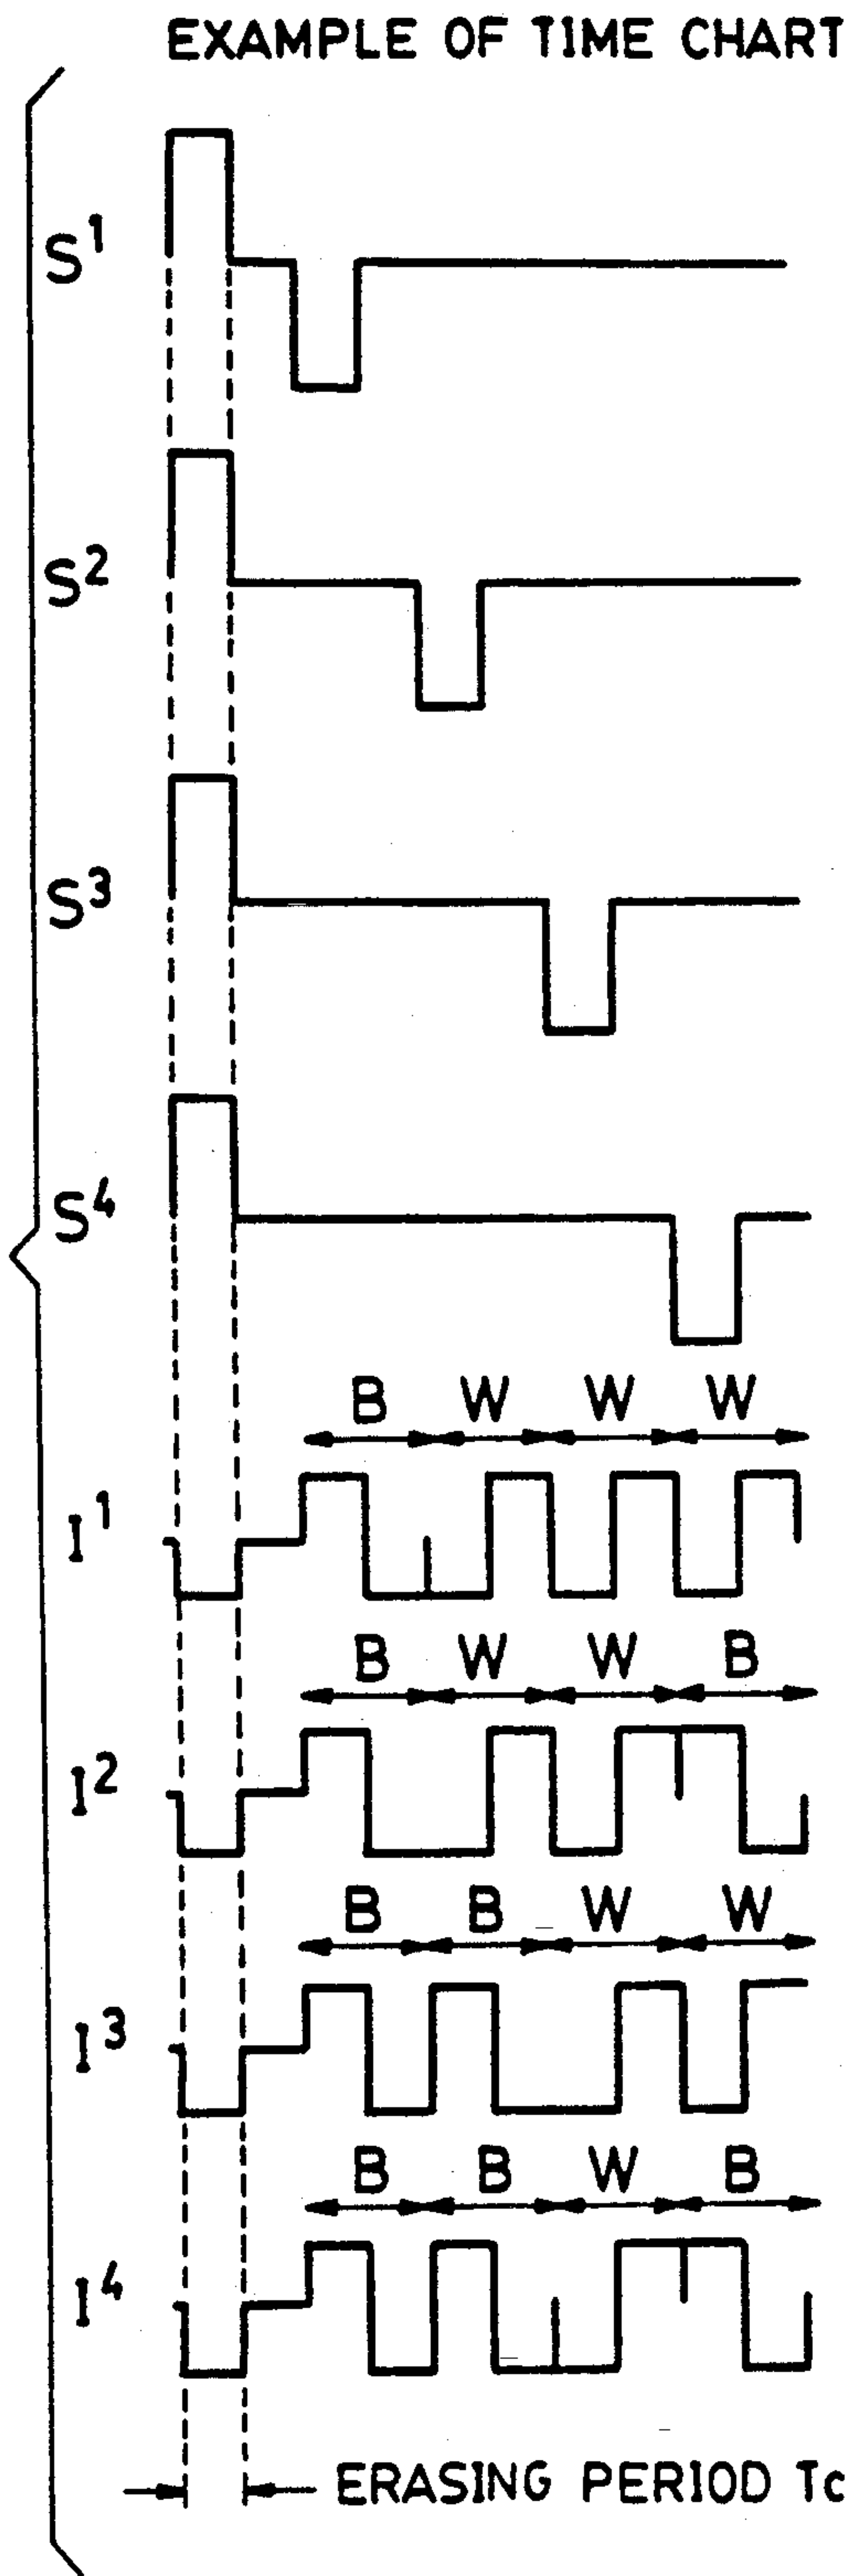 EXAMPLE OF TIME CHART
S¹
S²
S³
S⁴
B W W W
I¹
B W W B
I²
B B W W
I³
B B W B
I⁴
ERASING PERIOD Tc